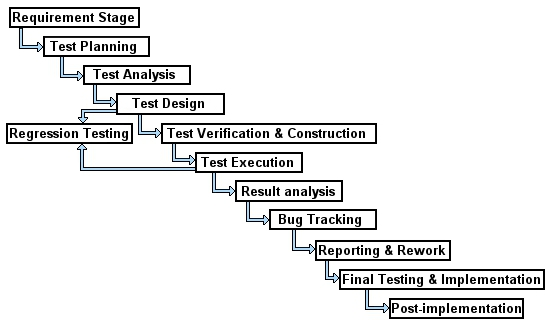 Requirement Stage
Test Planning
Test Analysis
Test Design
Regression Testing
Test Verification & Construction
Test Execution
Result analysis
Bug Tracking
Reporting & Rework
Final Testing & Implementation
Post-implementation